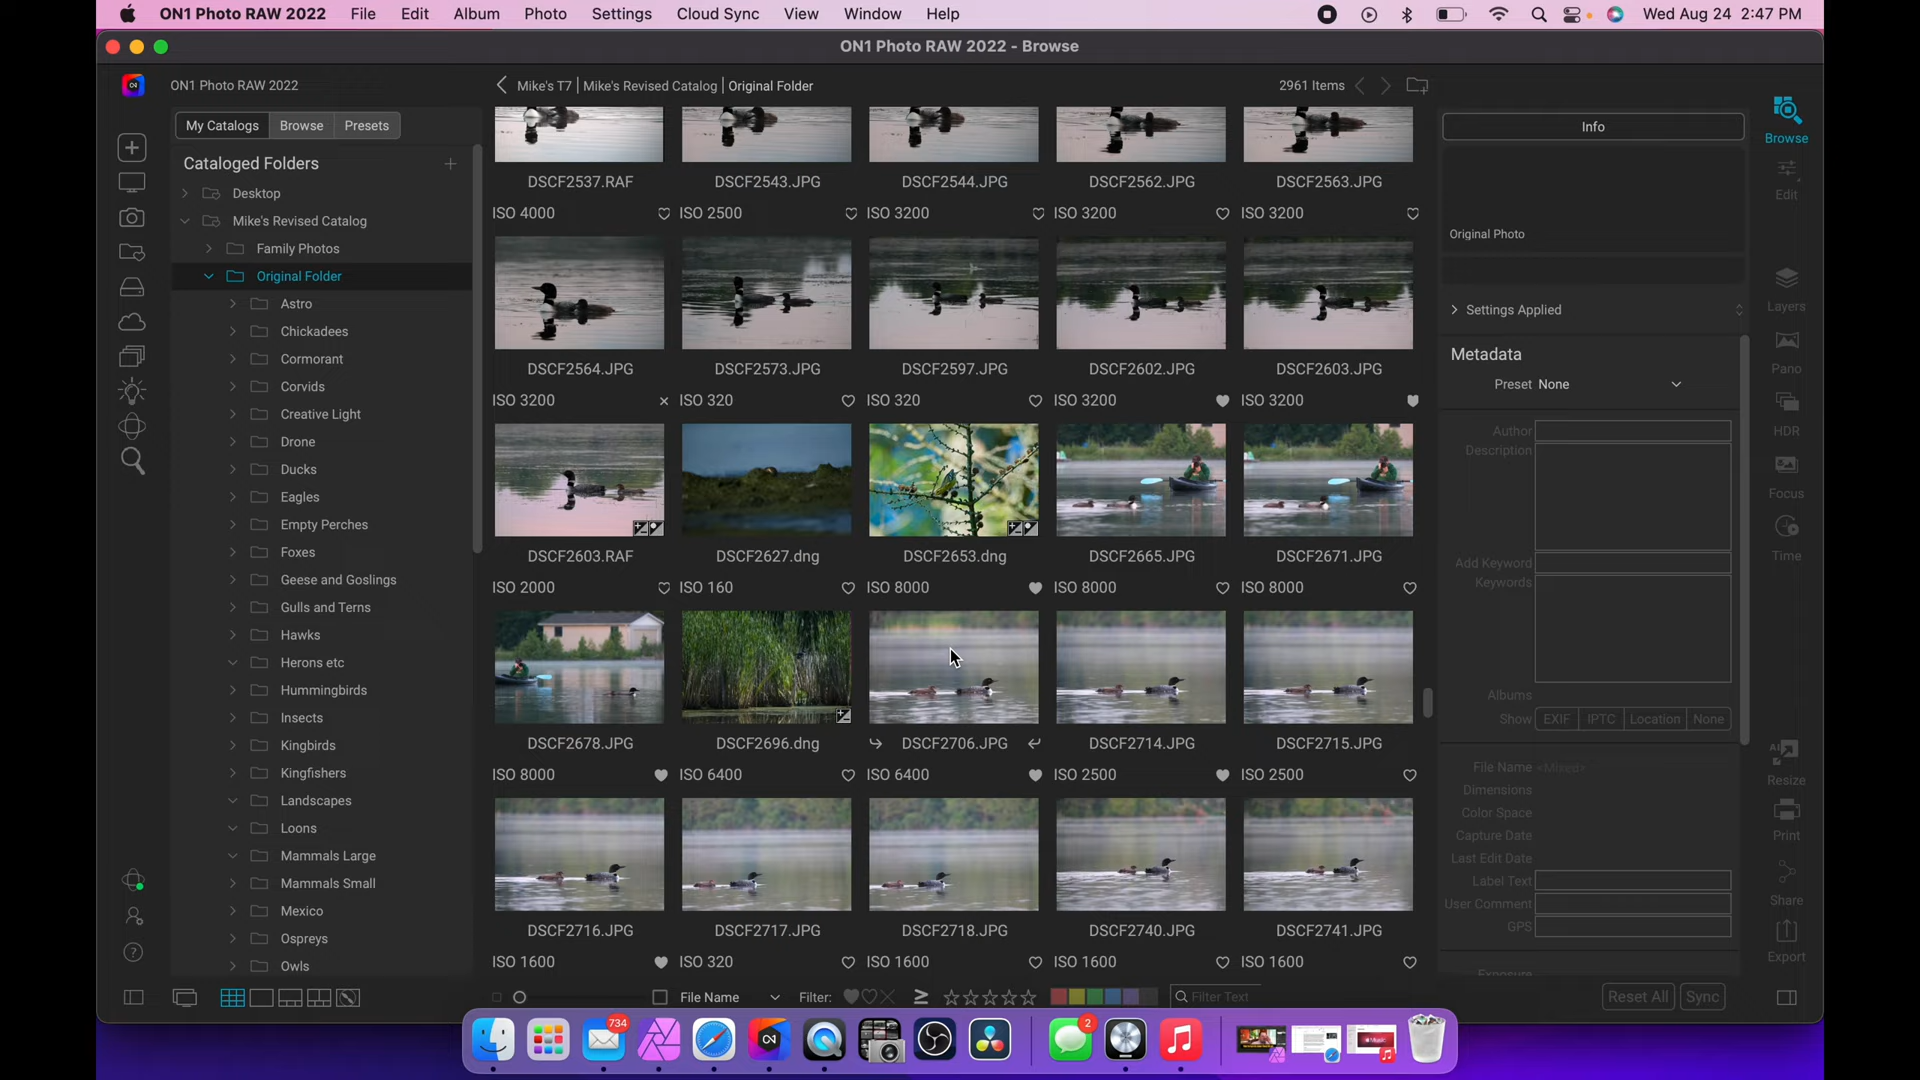 ON1 Photo RAW 2022 File Edit Album Photo Settings Cloud Sync View Window Help Wed Aug 24 2:47 PM
ON1 Photo RAW 2022 - Browse
ON1 Photo RAW 2022
Mike's T7 | Mike's Revised Catalog | Original Folder 2961 Items
My Catalogs Browse Presets
Cataloged Folders
Desktop
Mike's Revised Catalog
Family Photos
Original Folder
Astro
Chickadees
Cormorant
Corvids
Creative Light
Drone
Ducks
Eagles
Empty Perches
Foxes
Geese and Goslings
Gulls and Terns
Hawks
Herons etc
Hummingbirds
Insects
Kingbirds
Kingfishers
Landscapes
Loons
Mammals Large
Mammals Small
Mexico
Ospreys
Owls
DSCF2537.RAF DSCF2543.JPG DSCF2544.JPG DSCF2562.JPG DSCF2563.JPG
ISO 4000 ISO 2500 ISO 3200 ISO 3200 ISO 3200
DSCF2564.JPG DSCF2573.JPG DSCF2597.JPG DSCF2602.JPG DSCF2603.JPG
ISO 3200 ISO 320 ISO 320 ISO 3200 ISO 3200
DSCF2603.RAF DSCF2627.dng DSCF2653.dng DSCF2665.JPG DSCF2671.JPG
ISO 2000 ISO 160 ISO 8000 ISO 8000 ISO 8000
DSCF2678.JPG DSCF2696.dng DSCF2706.JPG DSCF2714.JPG DSCF2715.JPG
ISO 8000 ISO 6400 ISO 6400 ISO 2500 ISO 2500
DSCF2716.JPG DSCF2717.JPG DSCF2718.JPG DSCF2740.JPG DSCF2741.JPG
ISO 1600 ISO 320 ISO 1600 ISO 1600 ISO 1600
File Name Filter: Filter Text
Info
Original Photo
Settings Applied
Metadata
Preset None
Author
Description
Add Keyword
Keywords
Albums
Show EXIF IPTC Location None
File Name <Mixed>
Dimensions
Color Space
Capture Date
Last Edit Date
Label Text
User Comment
GPS
Exposure
Reset All Sync
Browse
Edit
Layers
Pano
HDR
Focus
Time
AI
Resize
Print
Share
Export
734
2